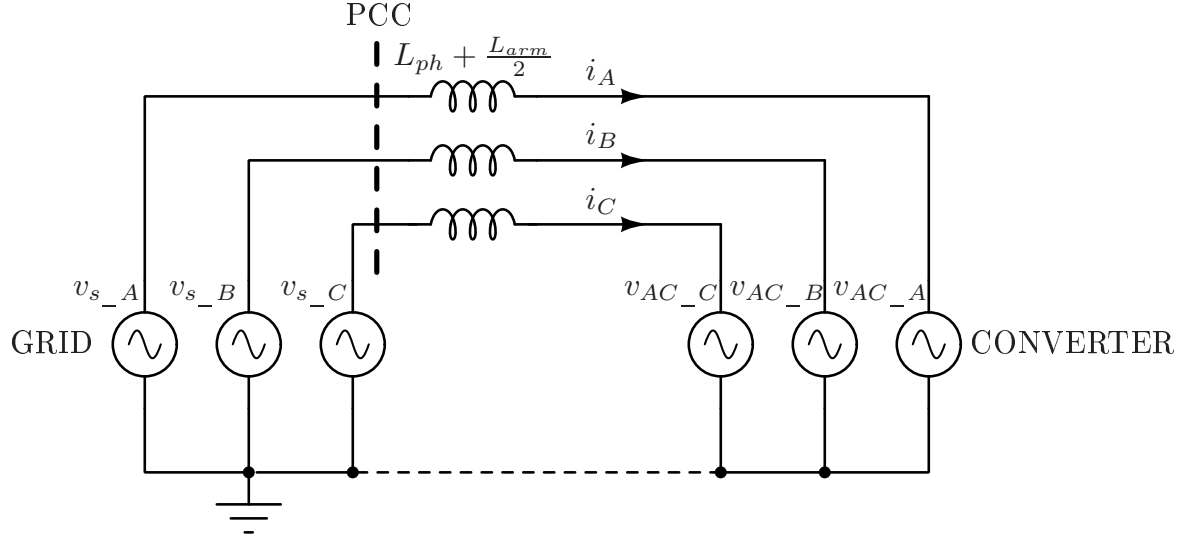 PCC
L_{ph} + \frac{L_{arm}}{2}
i_A
i_B
i_C
v_{s\_A} v_{s\_B} v_{s\_C} v_{AC\_C} v_{AC\_B} v_{AC\_A}
GRID CONVERTER